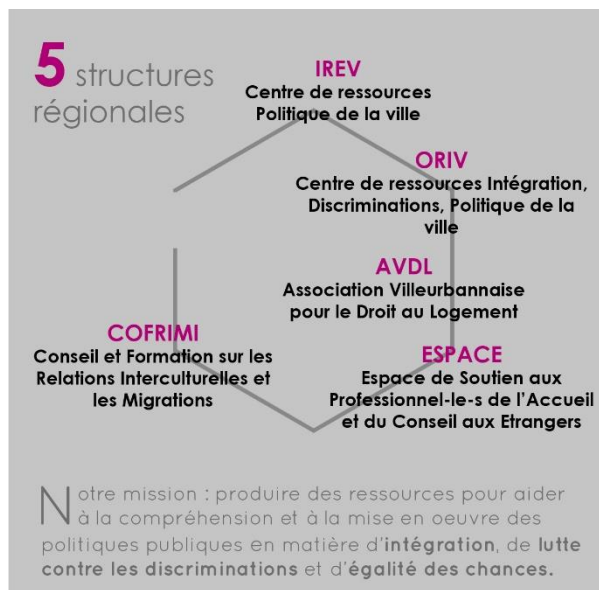 5 structures
régionales
IREV
Centre de ressources
Politique de la ville
ORIV
Centre de ressources Intégration,
Discriminations, Politique de la
ville
AVDL
Association Villeurbannaise
pour le Droit au Logement
COFRIMI
Conseil et Formation sur les
Relations Interculturelles et
les Migrations
ESPACE
Espace de Soutien aux
Professionnel-le-s de l'Accueil
et du Conseil aux Etrangers
Notre mission : produire des ressources pour aider
à la compréhension et à la mise en oeuvre des
politiques publiques en matière d'intégration, de lutte
contre les discriminations et d'égalité des chances.